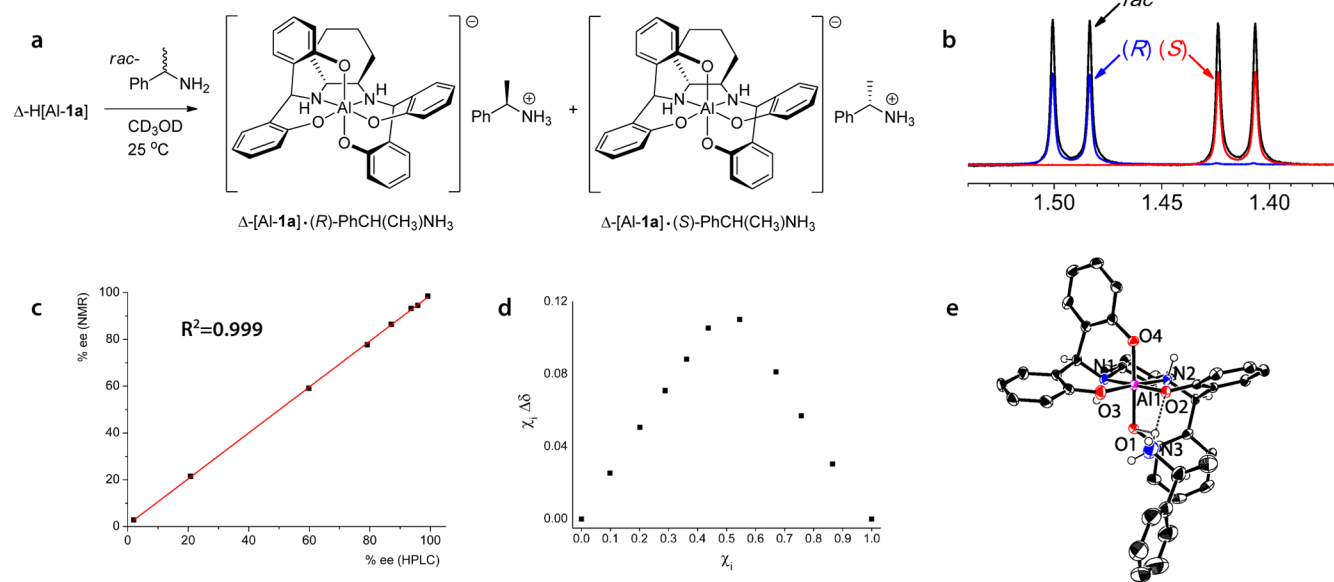 a
rac-
Ph NH2
Δ-H[Al-1a]
CD3OD
25 °C
⊖
O
H N Al N H
O O
O
Ph NH3 ⊕
+
⊖
O
H N Al N H
O O
O
Ph NH3 ⊕
Δ-[Al-1a]·(R)-PhCH(CH3)NH3
Δ-[Al-1a]·(S)-PhCH(CH3)NH3
b
rac
(R) (S)
1.50 1.45 1.40
c
% ee (NMR)
R2=0.999
100
80
60
40
20
0
0 20 40 60 80 100
% ee (HPLC)
d
χi Δδ
0.12
0.08
0.04
0.00
0.0 0.1 0.2 0.3 0.4 0.5 0.6 0.7 0.8 0.9 1.0
χi
e
O4
N1 N2
Al1
O3 O2
O1 N3